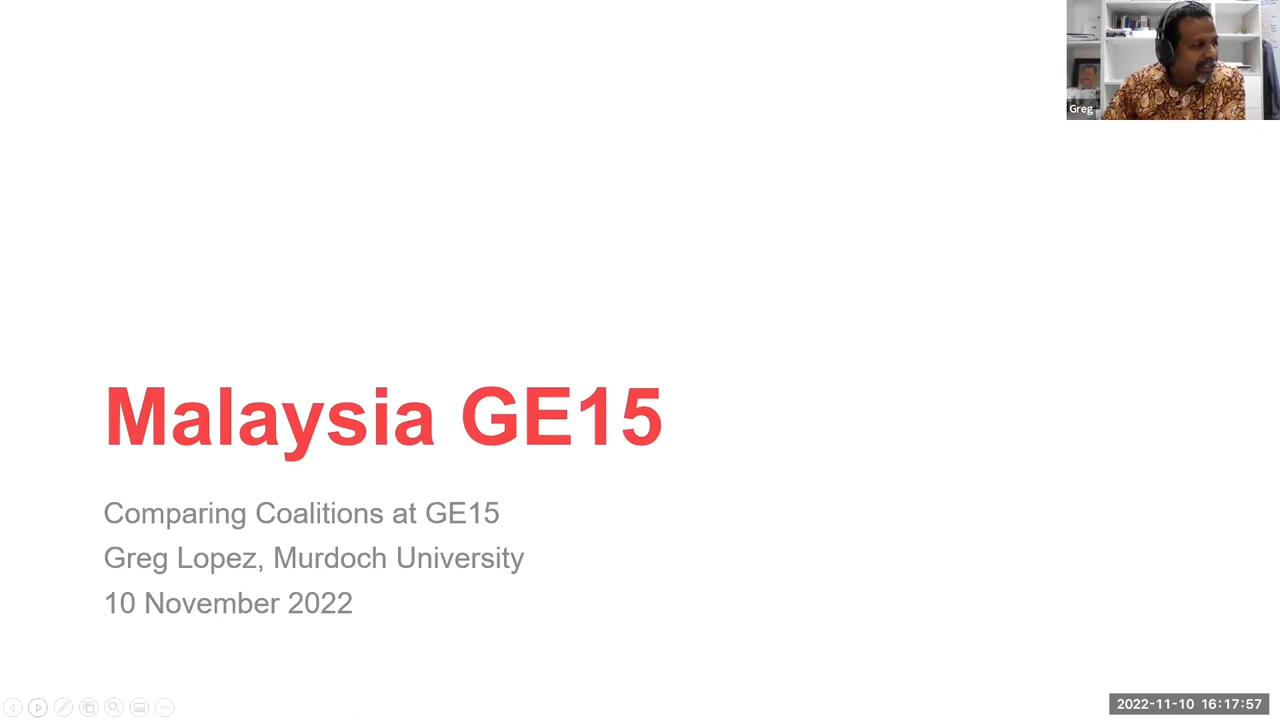 Greg
Malaysia GE15
Comparing Coalitions at GE15
Greg Lopez, Murdoch University
10 November 2022
2022-11-10 16:17:57